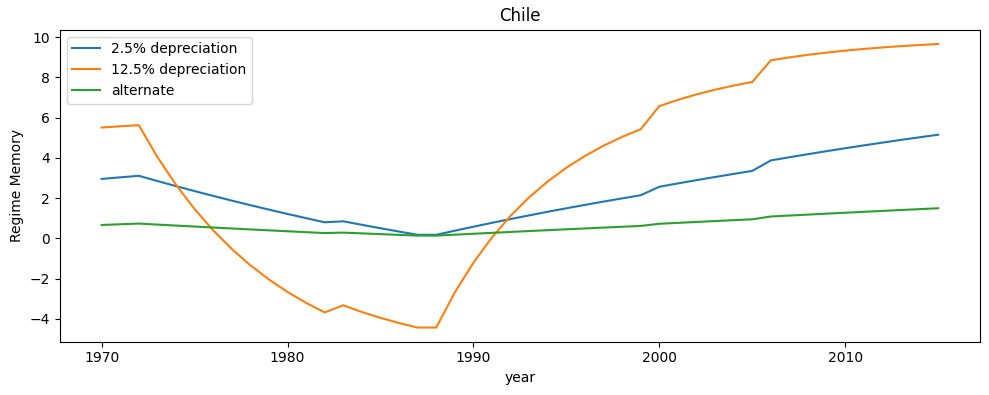 Chile
2.5% depreciation
12.5% depreciation
alternate
Regime Memory
10
8
6
4
2
0
−2
−4
1970
1980
1990
2000
2010
year